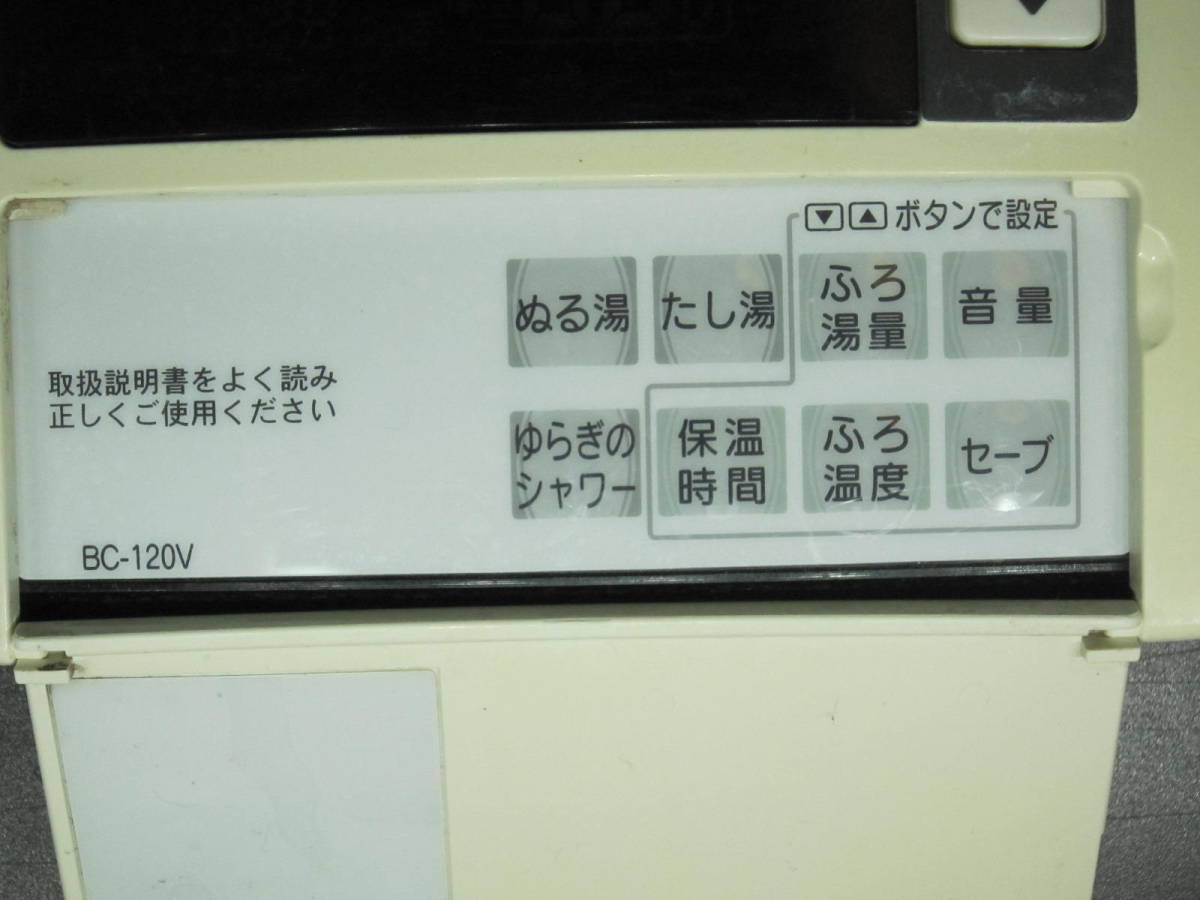 ▼▲ボタンで設定
ぬる湯
たし湯
ふろ
湯量
音量
取扱説明書をよく読み
正しくご使用ください
ゆらぎの
シャワー
保温
時間
ふろ
温度
セーブ
BC-120V